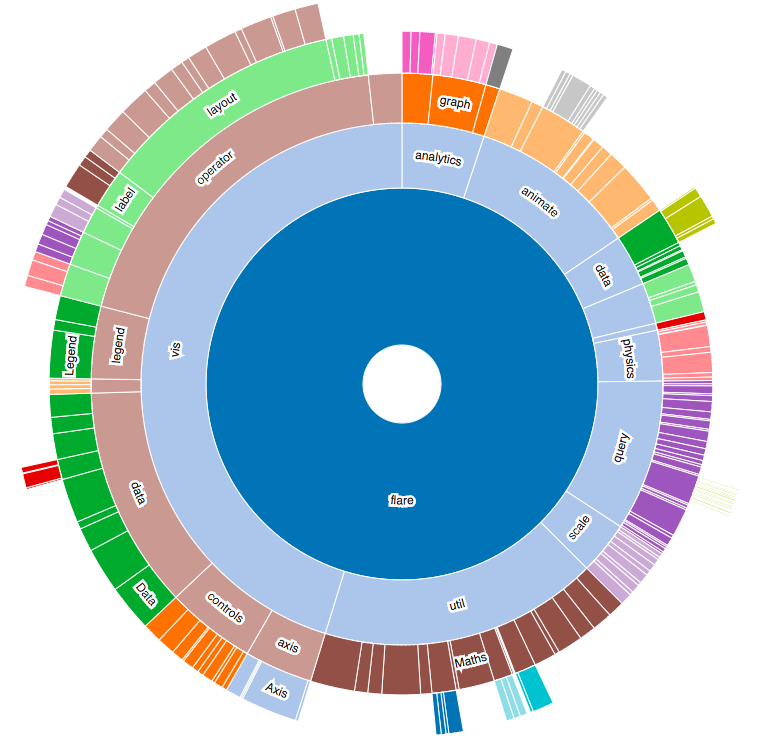 layout
graph
operator
analytics
label
animate
data
legend
Legend
vis
physics
query
data
flare
scale
Data
controls
util
axis
Maths
Axis